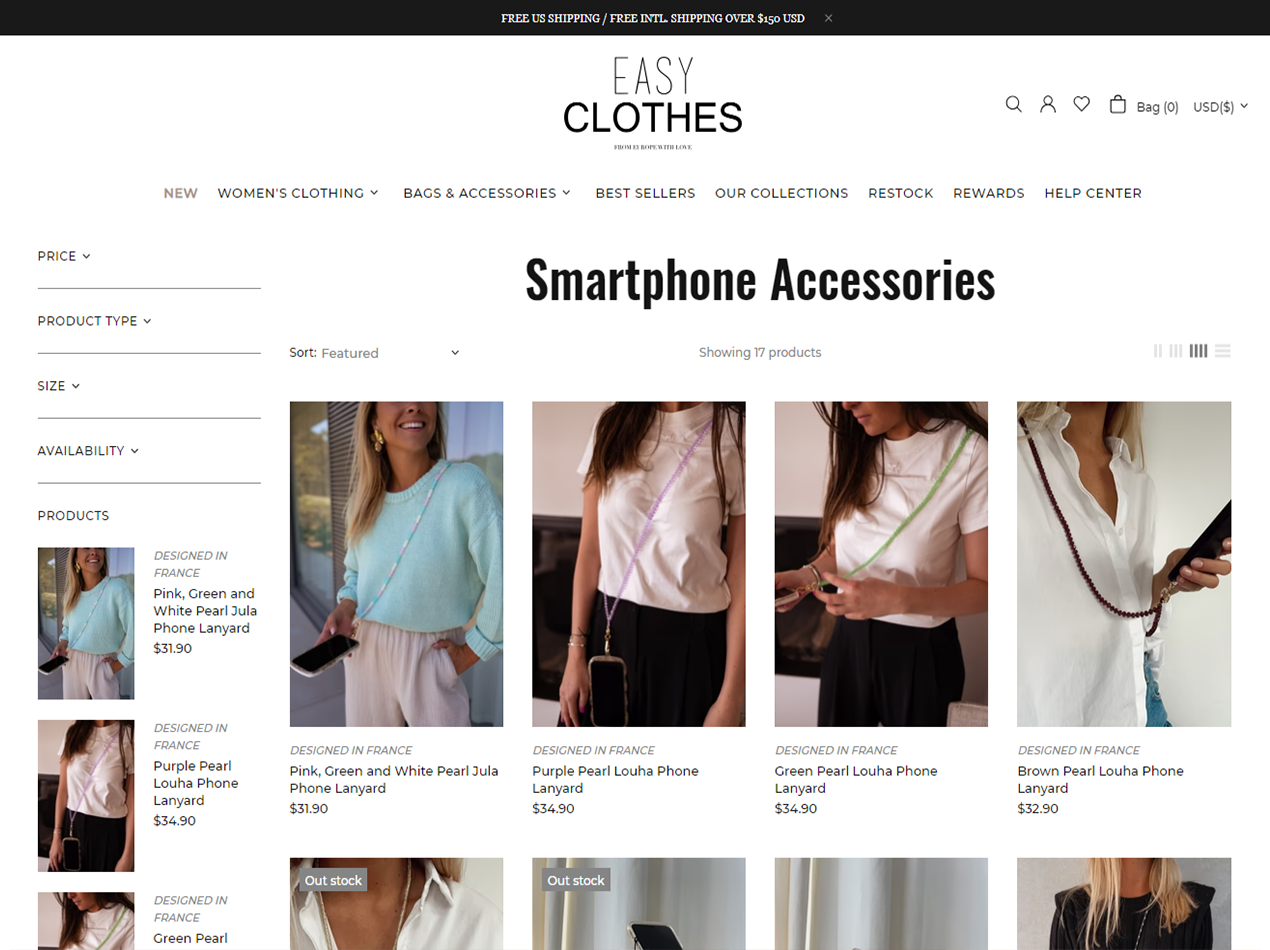 FREE US SHIPPING / FREE INTL. SHIPPING OVER $150 USD ×
EASY
CLOTHES
FROM EUROPE WITH LOVE
Bag (0) USD($)
NEW WOMEN'S CLOTHING BAGS & ACCESSORIES BEST SELLERS OUR COLLECTIONS RESTOCK REWARDS HELP CENTER
PRICE
PRODUCT TYPE
SIZE
AVAILABILITY
PRODUCTS
DESIGNED IN
FRANCE
Pink, Green and
White Pearl Jula
Phone Lanyard
$31.90
DESIGNED IN
FRANCE
Purple Pearl
Louha Phone
Lanyard
$34.90
DESIGNED IN
FRANCE
Green Pearl
Smartphone Accessories
Sort: Featured
Showing 17 products
DESIGNED IN FRANCE
Pink, Green and White Pearl Jula
Phone Lanyard
$31.90
DESIGNED IN FRANCE
Purple Pearl Louha Phone
Lanyard
$34.90
DESIGNED IN FRANCE
Green Pearl Louha Phone
Lanyard
$34.90
DESIGNED IN FRANCE
Brown Pearl Louha Phone
Lanyard
$32.90
Out stock
Out stock